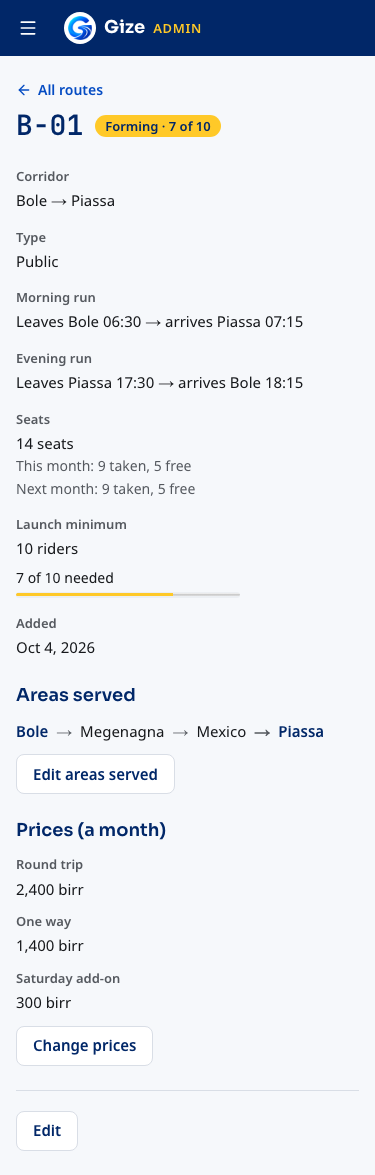 Gize ADMIN
← All routes
B-01 Forming · 7 of 10
Corridor
Bole → Piassa
Type
Public
Morning run
Leaves Bole 06:30 → arrives Piassa 07:15
Evening run
Leaves Piassa 17:30 → arrives Bole 18:15
Seats
14 seats
This month: 9 taken, 5 free
Next month: 9 taken, 5 free
Launch minimum
10 riders
7 of 10 needed
Added
Oct 4, 2026
Areas served
Bole → Megenagna → Mexico → Piassa
Edit areas served
Prices (a month)
Round trip
2,400 birr
One way
1,400 birr
Saturday add-on
300 birr
Change prices
Edit